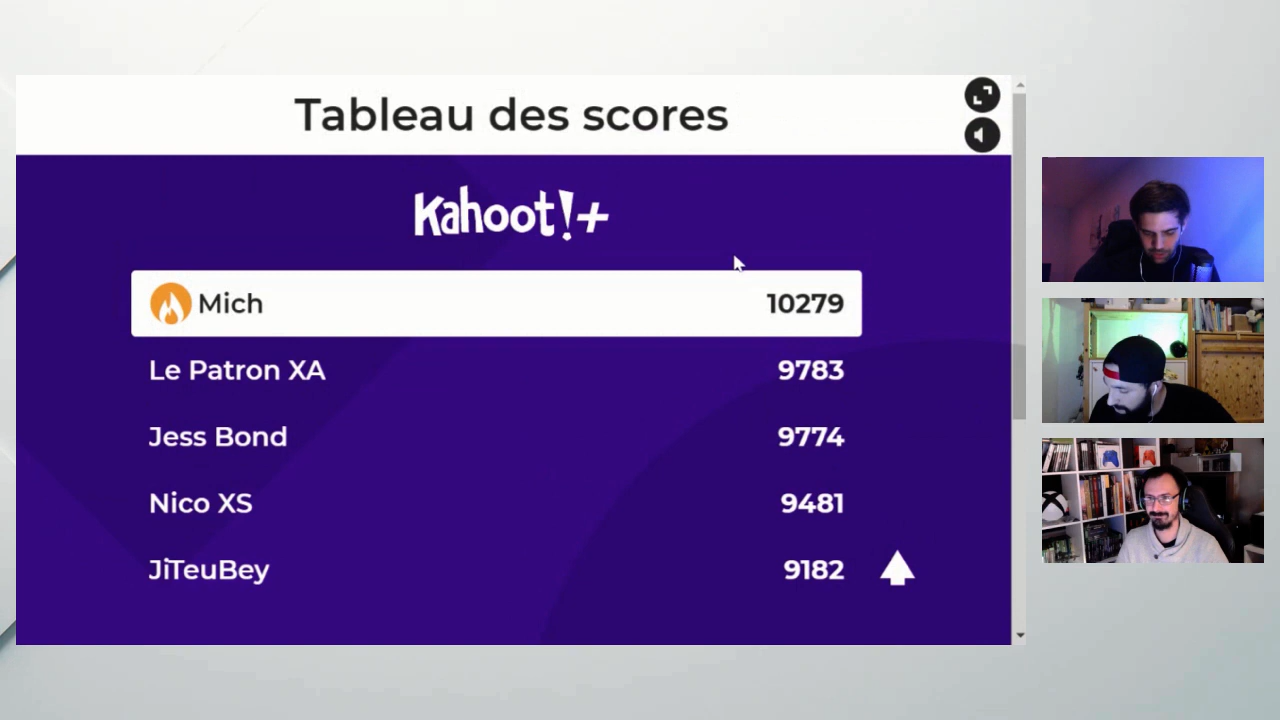 Tableau des scores
Kahoot!+
Mich 10279
Le Patron XA 9783
Jess Bond 9774
Nico XS 9481
JiTeuBey 9182